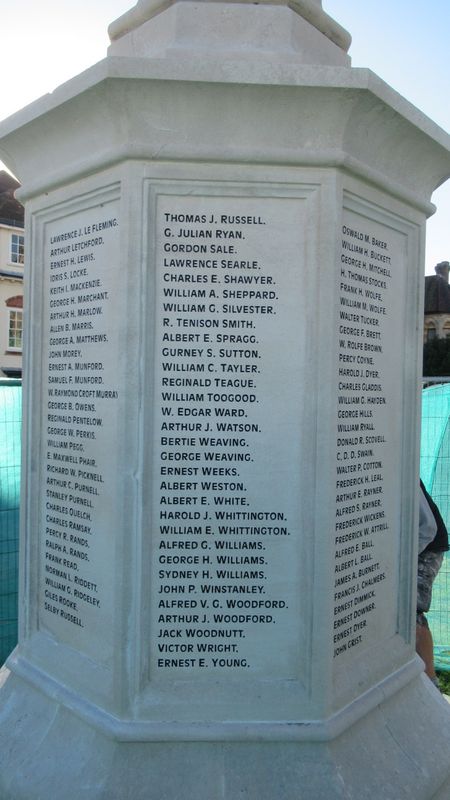 LAWRENCE J. LE FLEMING.
ARTHUR LETCHFORD.
ERNEST H. LEWIS.
IDRIS S. LOCKE.
KEITH I. MACKENZIE.
GEORGE H. MARCHANT.
ARTHUR H. MARLOW.
ALLEN B. MARRIS.
GEORGE A. MATTHEWS.
JOHN MOREY.
ERNEST A. MUNFORD.
SAMUEL F. MUNFORD.
W. RAYMOND CROFT MURRAY
GEORGE B. OWENS.
REGINALD PENTELOW.
GEORGE W. PERKIS.
WILLIAM PEGG.
E. MAXWELL PHAIR.
RICHARD W. PICKNELL.
ARTHUR C. PURNELL.
STANLEY PURNELL.
CHARLES QUELCH.
CHARLES RAMSAY.
PERCY R. RANDS.
RALPH A. RANDS.
FRANK READ.
NORMAN L. RIDDETT.
WILLIAM G. RIDGELEY.
GILES ROOKE.
SELBY RUSSELL.
THOMAS J. RUSSELL.
G. JULIAN RYAN.
GORDON SALE.
LAWRENCE SEARLE.
CHARLES E. SHAWYER.
WILLIAM A. SHEPPARD.
WILLIAM G. SILVESTER.
R. TENISON SMITH.
ALBERT E. SPRAGG.
GURNEY S. SUTTON.
WILLIAM C. TAYLER.
REGINALD TEAGUE.
WILLIAM TOOGOOD.
W. EDGAR WARD.
ARTHUR J. WATSON.
BERTIE WEAVING.
GEORGE WEAVING.
ERNEST WEEKS.
ALBERT WESTON.
ALBERT E. WHITE.
HAROLD J. WHITTINGTON.
WILLIAM E. WHITTINGTON.
ALFRED G. WILLIAMS.
GEORGE H. WILLIAMS.
SYDNEY H. WILLIAMS.
JOHN P. WINSTANLEY.
ALFRED V. G. WOODFORD.
ARTHUR J. WOODFORD.
JACK WOODNUTT.
VICTOR WRIGHT.
ERNEST E. YOUNG.
OSWALD M. BAKER.
WILLIAM H. BUCKETT.
GEORGE H. MITCHELL.
H. THOMAS STOCKS.
FRANK H. WOLFE.
WILLIAM M. WOLFE.
WALTER TUCKER.
GEORGE F. BRETT.
W. ROLFE BROWN.
PERCY COYNE.
HAROLD J. DYER.
CHARLES GLADDIS.
WILLIAM G. HAYDEN.
GEORGE HILLS.
WILLIAM RYALL.
DONALD R. SCOVELL.
C. D. D. SWAIN.
WALTER P. COTTON.
FREDERICK H. LEAL.
ARTHUR E. RAYNER.
ALFRED S. RAYNER.
FREDERICK WICKENS.
FREDERICK W. ATTRILL.
ALFRED E. BALL.
ALBERT L. BALL.
JAMES A. BURNETT.
FRANCIS J. CHALMERS.
ERNEST DIMMICK.
ERNEST DOWNER.
ERNEST DYER.
JOHN GRIST.